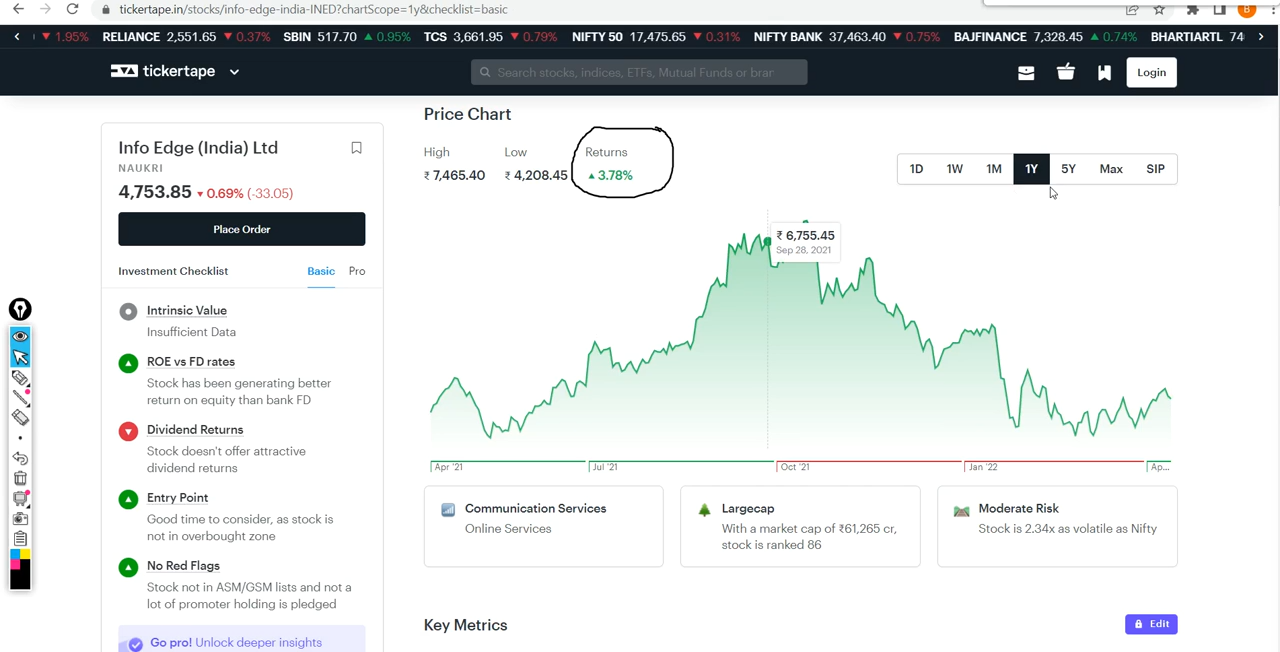 tickertape.in/stocks/info-edge-india-INED?chartScope=1y&checklist=basic
B
1.95% RELIANCE 2,551.65 ▼ 0.37% SBIN 517.70 ▲ 0.95% TCS 3,661.95 ▼ 0.79% NIFTY 50 17,475.65 ▼ 0.31% NIFTY BANK 37,463.40 ▼ 0.75% BAJFINANCE 7,328.45 ▲ 0.74% BHARTIARTL
tickertape
Search stocks, indices, ETFs, Mutual Funds or brar
Login
Info Edge (India) Ltd
NAUKRI
4,753.85 ▼ 0.69% (-33.05)
Place Order
Investment Checklist Basic Pro
Intrinsic Value
Insufficient Data
ROE vs FD rates
Stock has been generating better
return on equity than bank FD
Dividend Returns
Stock doesn't offer attractive
dividend returns
Entry Point
Good time to consider, as stock is
not in overbought zone
No Red Flags
Stock not in ASM/GSM lists and not a
lot of promoter holding is pledged
Go pro! Unlock deeper insights
Price Chart
High Low Returns
₹ 7,465.40 ₹ 4,208.45 ▲ 3.78%
1D 1W 1M 1Y 5Y Max SIP
₹ 6,755.45
Sep 28, 2021
Apr '21 Jul '21 Oct '21 Jan '22 Ap...
Communication Services
Online Services
Largecap
With a market cap of ₹61,265 cr,
stock is ranked 86
Moderate Risk
Stock is 2.34x as volatile as Nifty
Key Metrics
Edit